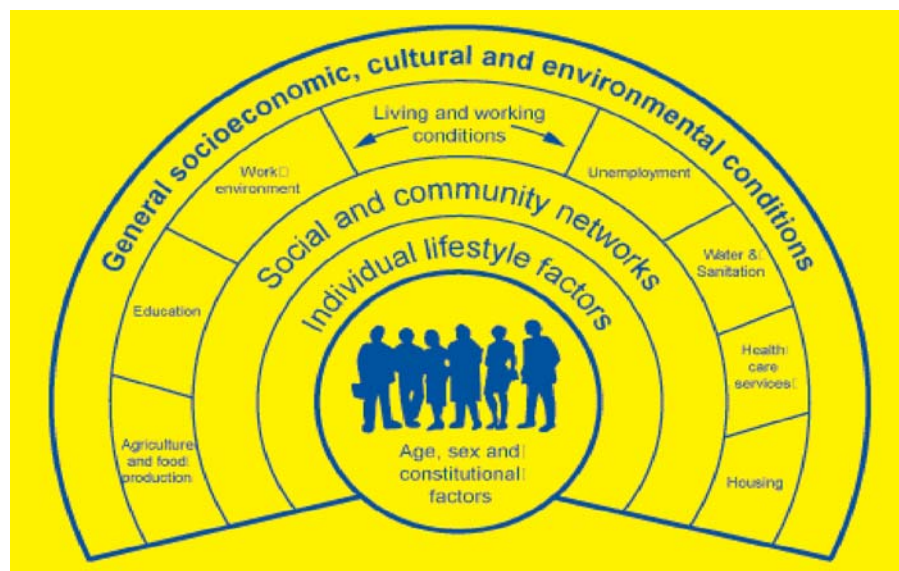 General socioeconomic, cultural and environmental conditions
Living and working
conditions
Work
environment
Unemployment
Education
Water &
Sanitation
Agriculture
and food
production
Health
care
services
Housing
Social and community networks
Individual lifestyle factors
Age, sex and
constitutional
factors